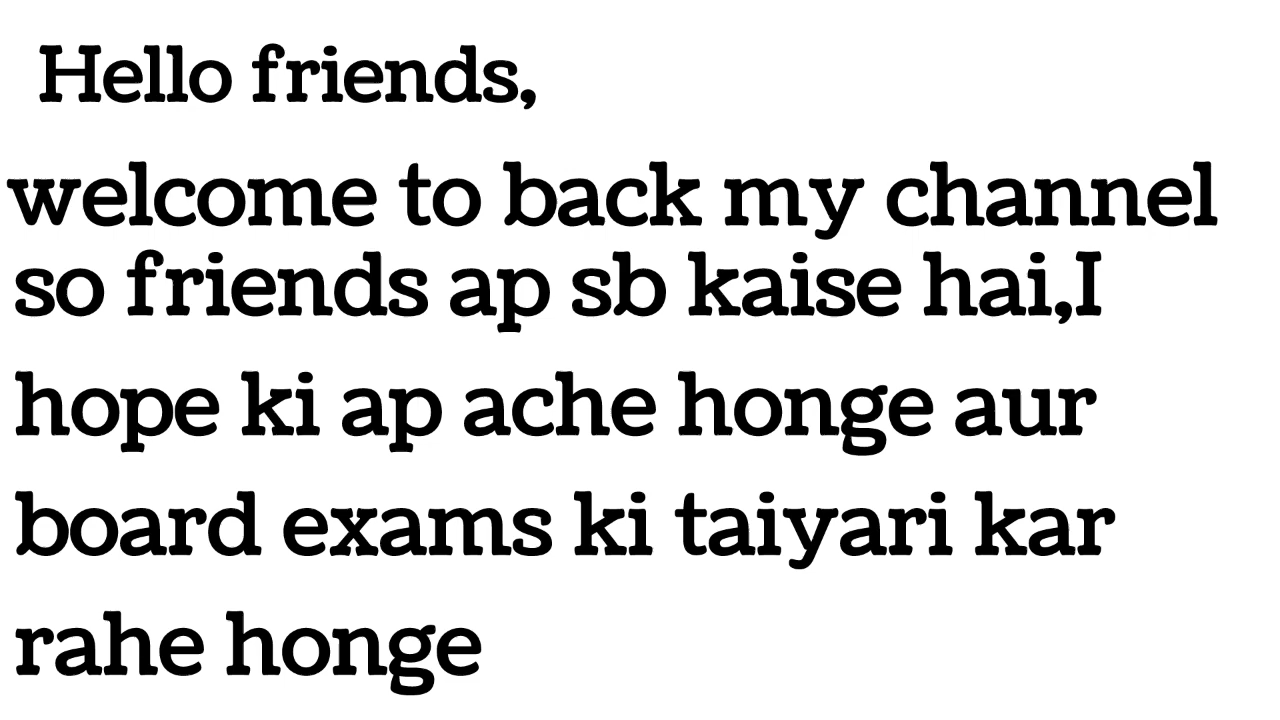 Hello friends,
welcome to back my channel
so friends ap sb kaise hai,I
hope ki ap ache honge aur
board exams ki taiyari kar
rahe honge